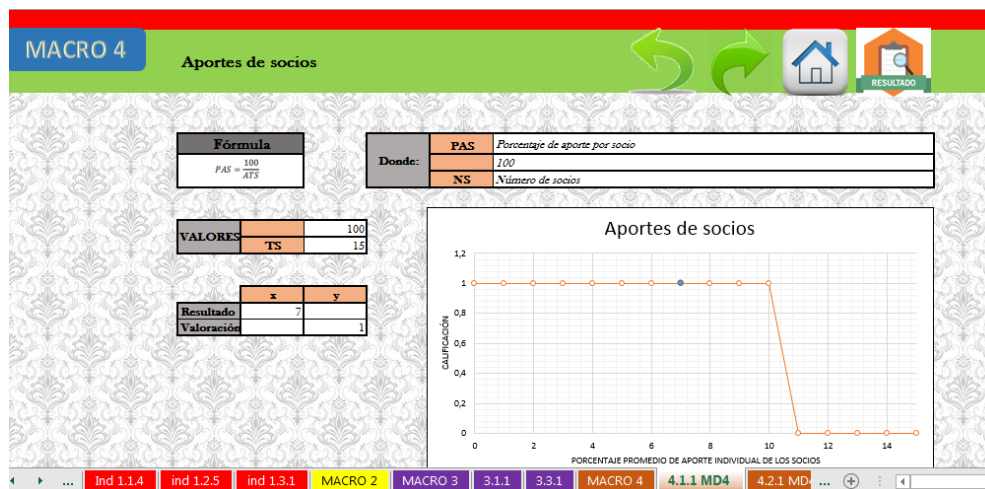 MACRO 4
Aportes de socios
RESULTADO
Fórmula
PAS = 100/ATS
Donde:
PAS Porcentaje de aporte por socio
100
NS Número de socios
VALORES 100
TS 15
x y
Resultado 7
Valoración 1
Aportes de socios
1,2
1
0,8
0,6
0,4
0,2
0
CALIFICACIÓN
0 2 4 6 8 10 12 14
PORCENTAJE PROMEDIO DE APORTE INDIVIDUAL DE LOS SOCIOS
... Ind 1.1.4 ind 1.2.5 ind 1.3.1 MACRO 2 MACRO 3 3.1.1 3.3.1 MACRO 4 4.1.1 MD4 4.2.1 MD4 ...